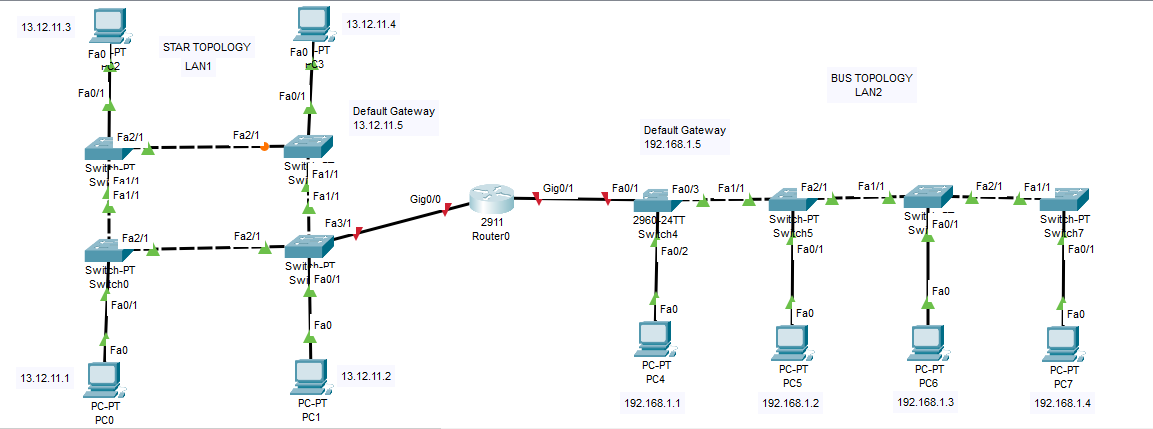 13.12.11.3
Fa0
-PT
C2
Fa0/1
STAR TOPOLOGY
LAN1
13.12.11.4
Fa0
-PT
C3
Fa0/1
Default Gateway
13.12.11.5
BUS TOPOLOGY
LAN2
Fa2/1
Fa2/1
Switch-PT
Fa1/1
Fa1/1
Fa1/1
Fa1/1
Default Gateway
192.168.1.5
Gig0/0
2911
Router0
Gig0/1
Fa0/1
Fa0/3
2960-24TT
Switch4
Fa0/2
Fa1/1
Fa2/1
Switch-PT
Switch5
Fa0/1
Fa1/1
Fa2/1
Fa0/1
Fa1/1
Switch-PT
Switch7
Fa0/1
Fa2/1
Switch-PT
Switch0
Fa0/1
Fa2/1
Fa3/1
Switch-PT
Fa0/1
Fa0
PC-PT
PC0
13.12.11.1
Fa0
PC-PT
PC1
13.12.11.2
Fa0
PC-PT
PC4
192.168.1.1
Fa0
PC-PT
PC5
192.168.1.2
Fa0
PC-PT
PC6
192.168.1.3
Fa0
PC-PT
PC7
192.168.1.4